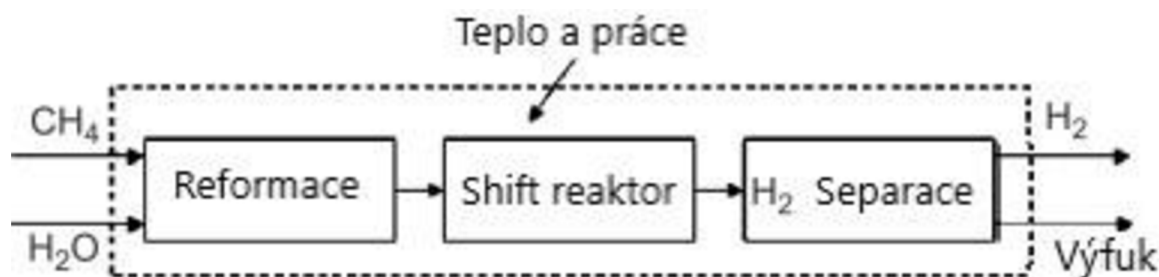 Teplo a práce
CH₄
H₂
Reformace
Shift reaktor
H₂ Separace
H₂O
Výfuk